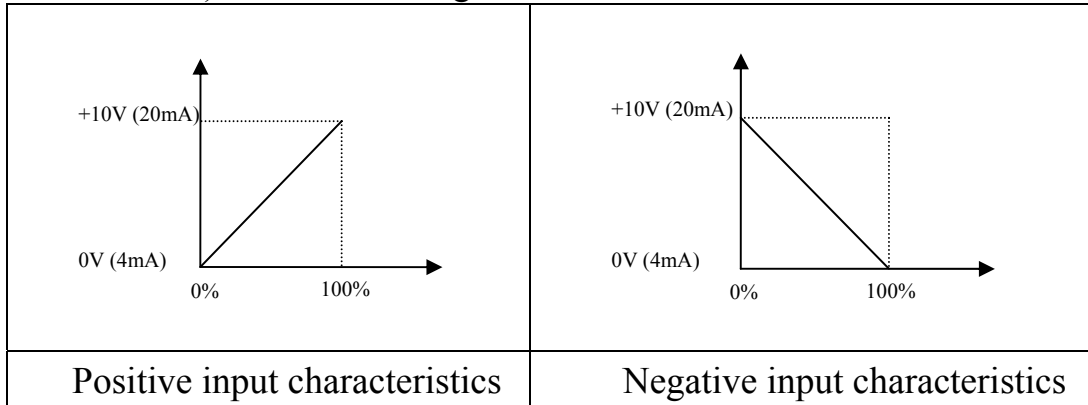 +10V (20mA)
0V (4mA)
0%
100%
Positive input characteristics
+10V (20mA)
0V (4mA)
0%
100%
Negative input characteristics